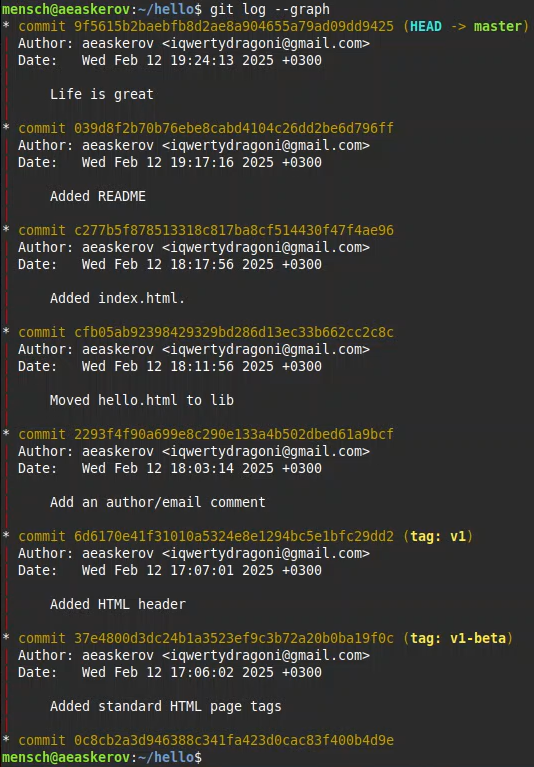 mensch@aeaskerov:~/hello$ git log --graph
* commit 9f5615b2baebfb8d2ae8a904655a79ad09dd9425 (HEAD -> master)
| Author: aeaskerov <iqwertydragoni@gmail.com>
| Date:   Wed Feb 12 19:24:13 2025 +0300
|
|     Life is great
|
* commit 039d8f2b70b76ebe8cabd4104c26dd2be6d796ff
| Author: aeaskerov <iqwertydragoni@gmail.com>
| Date:   Wed Feb 12 19:17:16 2025 +0300
|
|     Added README
|
* commit c277b5f878513318c817ba8cf514430f47f4ae96
| Author: aeaskerov <iqwertydragoni@gmail.com>
| Date:   Wed Feb 12 18:17:56 2025 +0300
|
|     Added index.html.
|
* commit cfb05ab92398429329bd286d13ec33b662cc2c8c
| Author: aeaskerov <iqwertydragoni@gmail.com>
| Date:   Wed Feb 12 18:11:56 2025 +0300
|
|     Moved hello.html to lib
|
* commit 2293f4f90a699e8c290e133a4b502dbed61a9bcf
| Author: aeaskerov <iqwertydragoni@gmail.com>
| Date:   Wed Feb 12 18:03:14 2025 +0300
|
|     Add an author/email comment
|
* commit 6d6170e41f31010a5324e8e1294bc5e1bfc29dd2 (tag: v1)
| Author: aeaskerov <iqwertydragoni@gmail.com>
| Date:   Wed Feb 12 17:07:01 2025 +0300
|
|     Added HTML header
|
* commit 37e4800d3dc24b1a3523ef9c3b72a20b0ba19f0c (tag: v1-beta)
| Author: aeaskerov <iqwertydragoni@gmail.com>
| Date:   Wed Feb 12 17:06:02 2025 +0300
|
|     Added standard HTML page tags
|
* commit 0c8cb2a3d946388c341fa423d0cac83f400b4d9e
mensch@aeaskerov:~/hello$